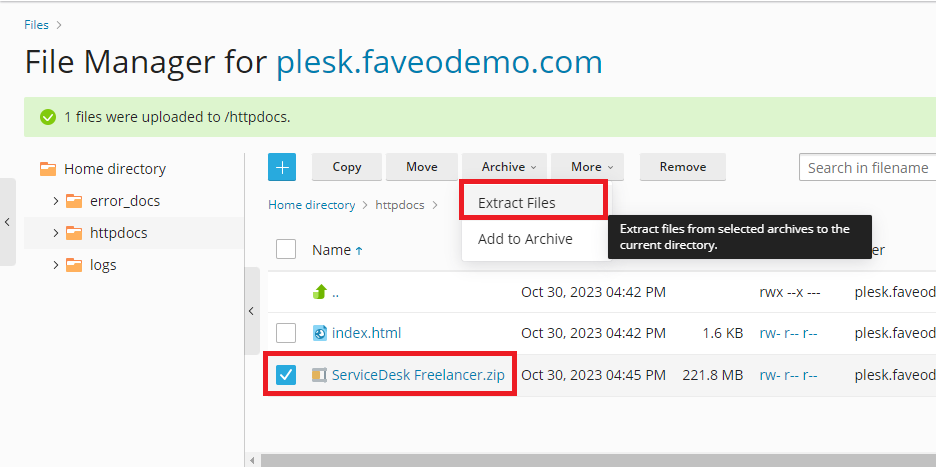 Files >
File Manager for plesk.faveodemo.com
1 files were uploaded to /httpdocs.
Home directory
> error_docs
> httpdocs
> logs
+ Copy Move Archive More Remove Search in filename
Home directory > httpdocs >
Extract Files
Add to Archive
Extract files from selected archives to the
current directory.
Name ↑ er
.. Oct 30, 2023 04:42 PM rwx --x --- plesk.faveod
index.html Oct 30, 2023 04:42 PM 1.6 KB rw- r-- r-- plesk.faveod
ServiceDesk Freelancer.zip Oct 30, 2023 04:45 PM 221.8 MB rw- r-- r-- plesk.faveod